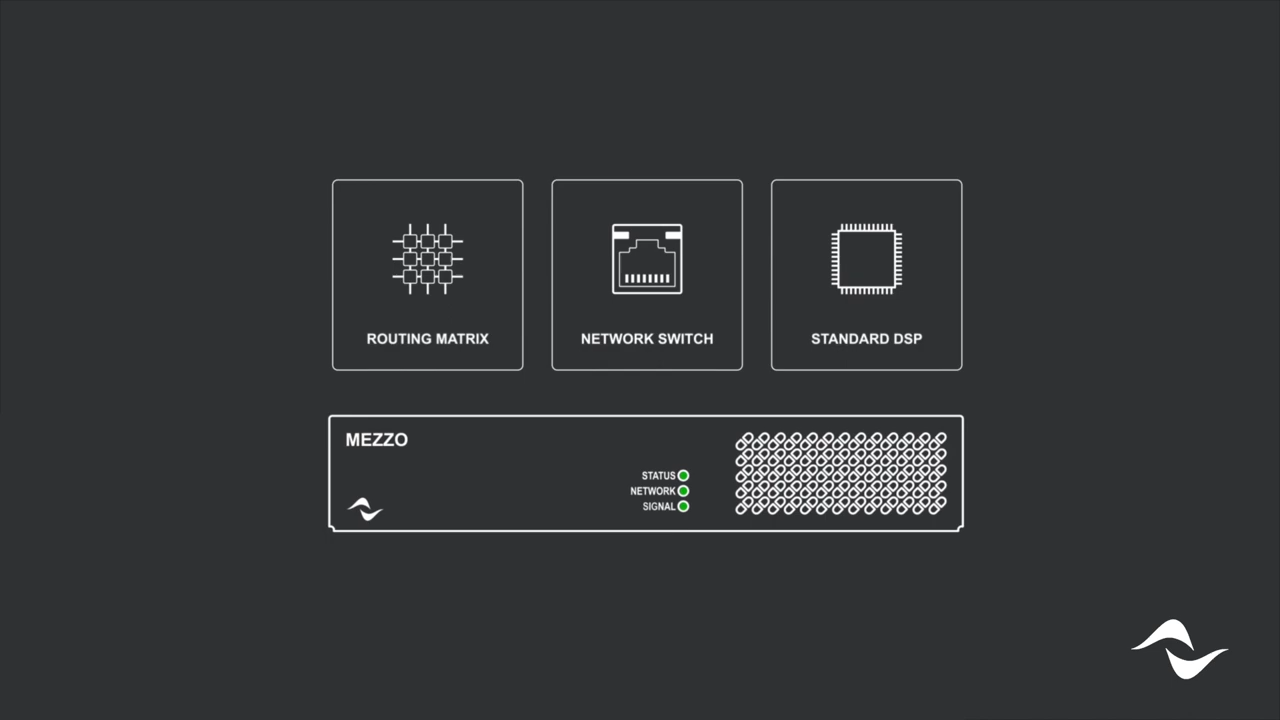 ROUTING MATRIX
NETWORK SWITCH
STANDARD DSP
MEZZO
STATUS
NETWORK
SIGNAL